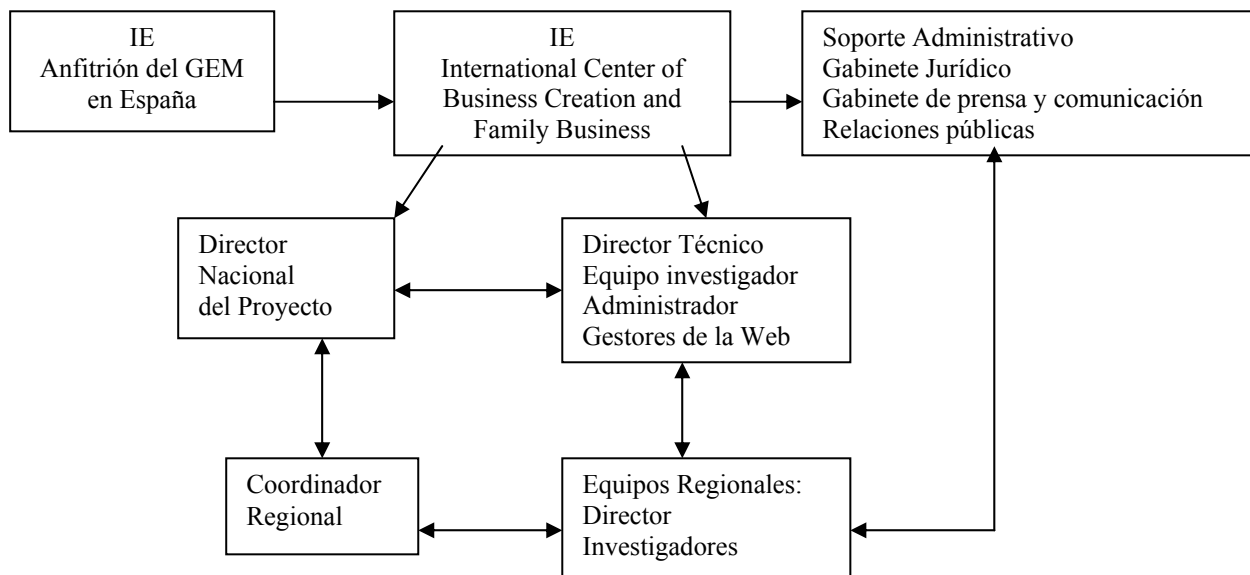 IE
Anfitrión del GEM
en España
IE
International Center of
Business Creation and
Family Business
Soporte Administrativo
Gabinete Jurídico
Gabinete de prensa y comunicación
Relaciones públicas
Director
Nacional
del Proyecto
Director Técnico
Equipo investigador
Administrador
Gestores de la Web
Coordinador
Regional
Equipos Regionales:
Director
Investigadores